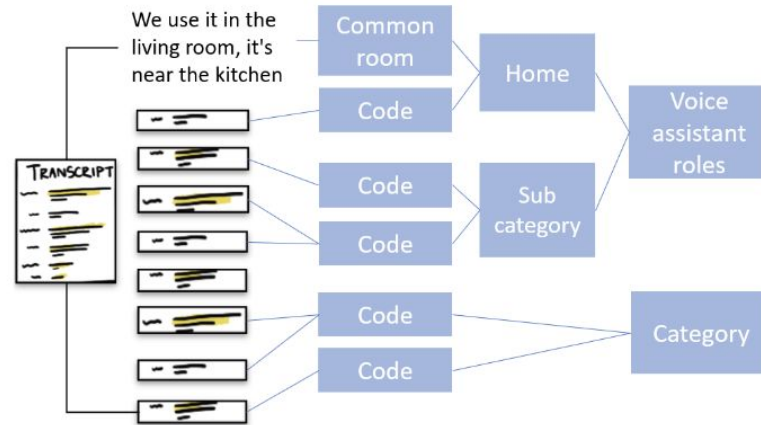 We use it in the
living room, it's
near the kitchen
Common
room
Home
Code
Voice
assistant
roles
TRANSCRIPT
Code
Sub
category
Code
Code
Category
Code